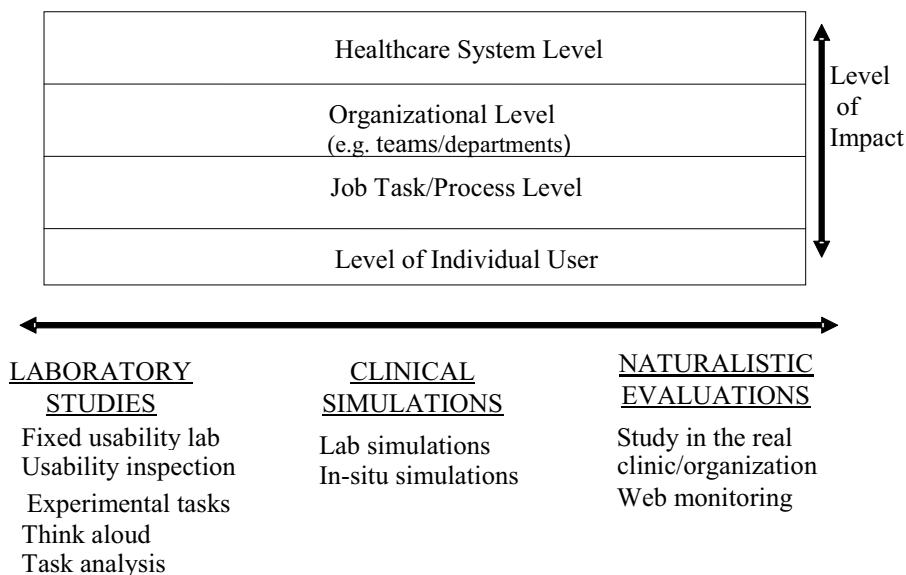 Healthcare System Level
Organizational Level
(e.g. teams/departments)
Job Task/Process Level
Level of Individual User
Level
of
Impact
LABORATORY
STUDIES
Fixed usability lab
Usability inspection
Experimental tasks
Think aloud
Task analysis
CLINICAL
SIMULATIONS
Lab simulations
In-situ simulations
NATURALISTIC
EVALUATIONS
Study in the real
clinic/organization
Web monitoring